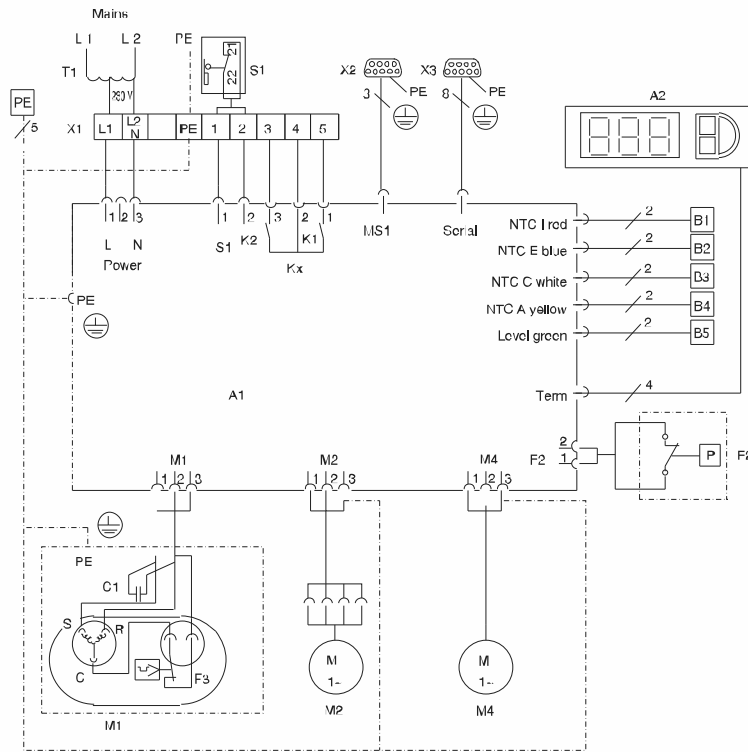 Mains
L 1 L 2 PE
T1
230 V
21
22
S1
X2
X3
PE
PE
3
8
A2
PE
5
X1 L1 L2 N PE 1 2 3 4 5
1 2 3 1 2 3 2 1
L N
Power
S1 K2 K1
Kx
MS1
Serial
NTC I red 2 B1
NTC E blue 2 B2
NTC C white 2 B3
NTC A yellow 2 B4
Level green 2 B5
PE
A1
Term 4
F2 2
1
P F2
M1 M2 M4
1 2 3 1 2 3 1 2 3
PE
C1
S R
C F3
M1
M
1~
M2
M
1~
M4